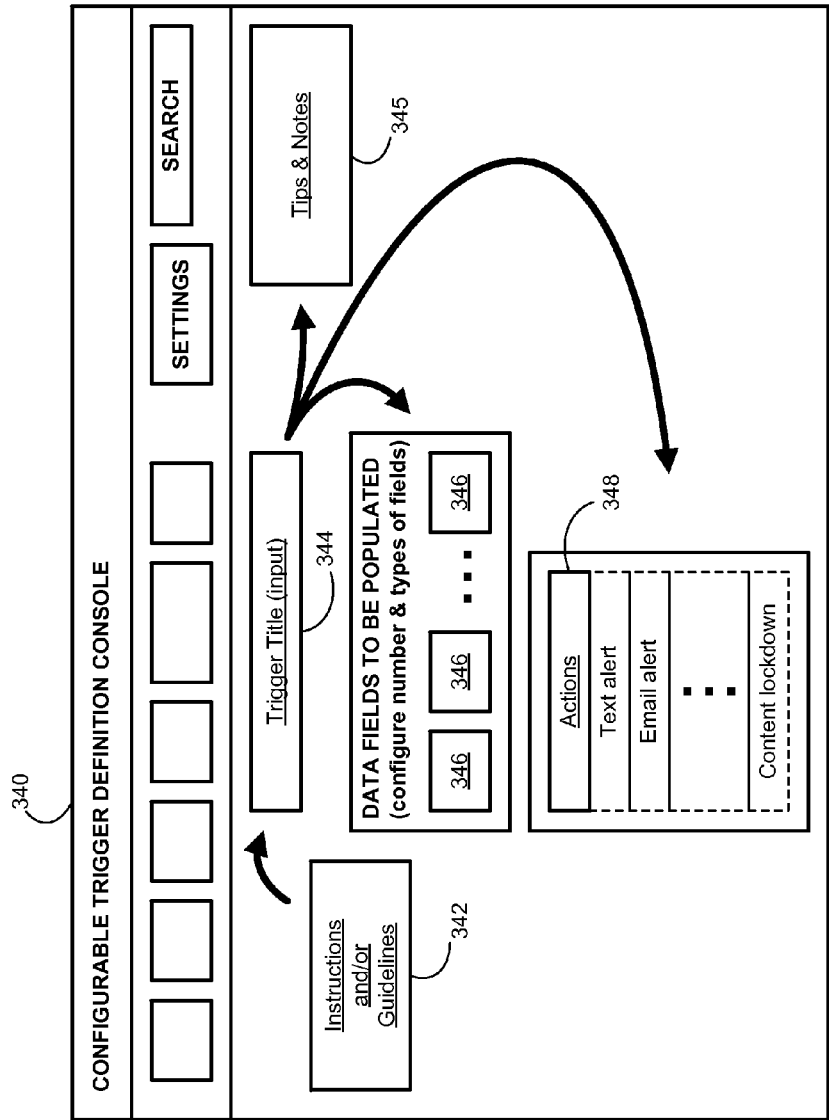 340
CONFIGURABLE TRIGGER DEFINITION CONSOLE
SETTINGS
SEARCH
Instructions
and/or
Guidelines
342
Trigger Title (input)
344
Tips & Notes
345
DATA FIELDS TO BE POPULATED
(configure number & types of fields)
346
346
346
Actions
Text alert
Email alert
Content lockdown
348